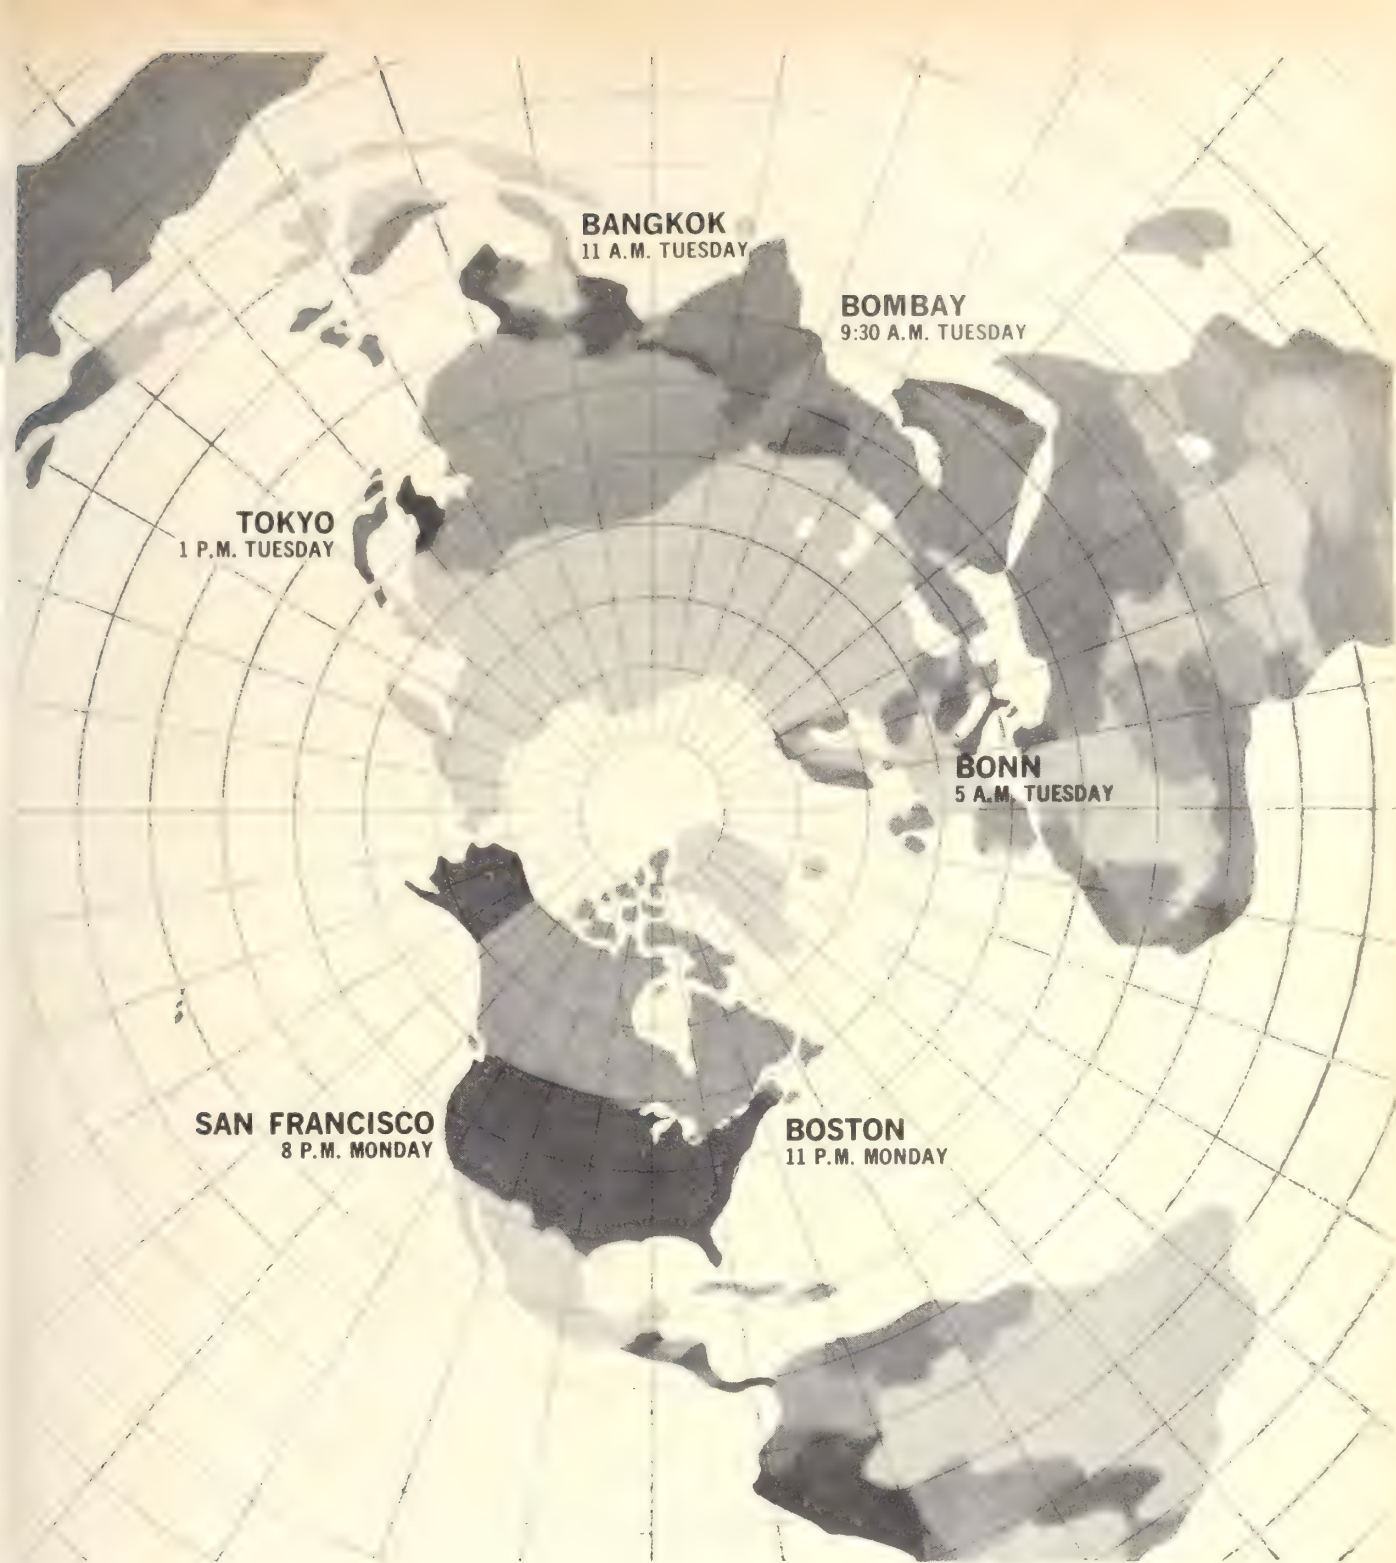 BANGKOK
11 A.M. TUESDAY
BOMBAY
9:30 A.M. TUESDAY
TOKYO
1 P.M. TUESDAY
BONN
5 A.M. TUESDAY
SAN FRANCISCO
8 P.M. MONDAY
BOSTON
11 P.M. MONDAY